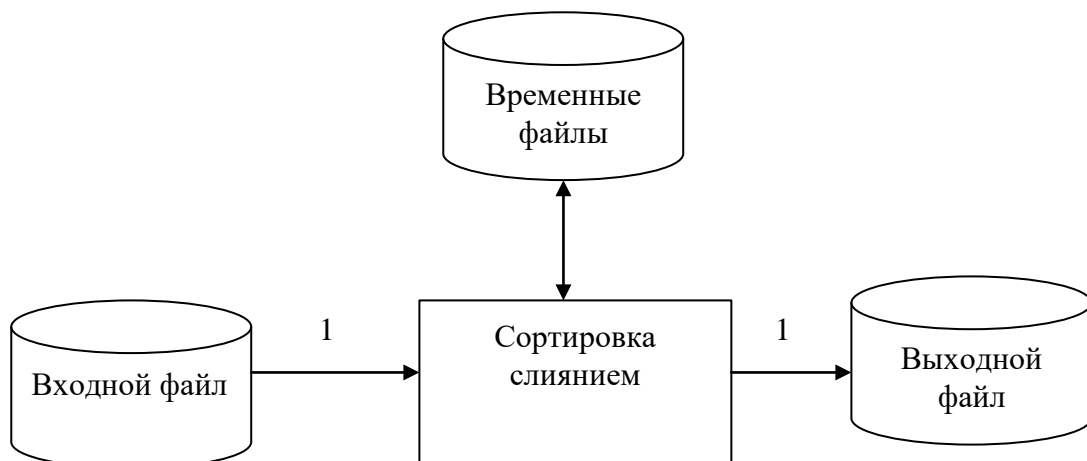 Временные
файлы
Входной файл
1
Сортировка
слиянием
1
Выходной
файл